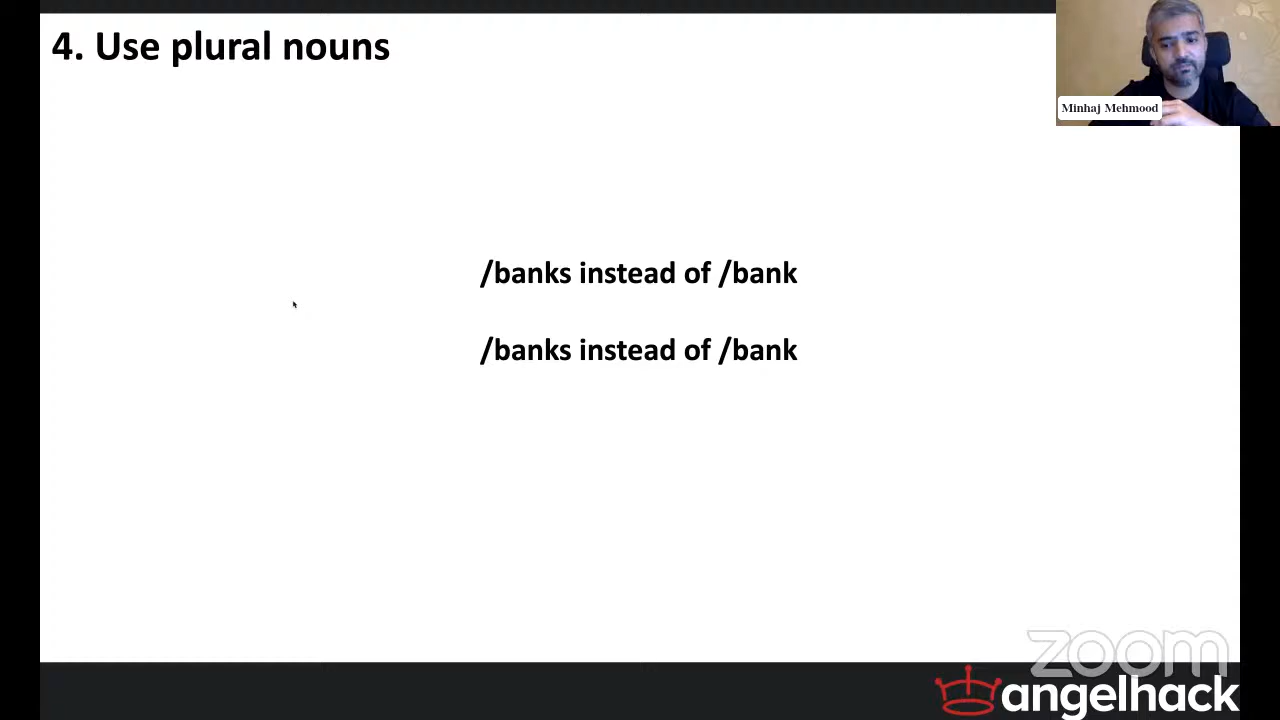 4. Use plural nouns
Minhaj Mehmood
/banks instead of /bank
/banks instead of /bank
zoom
angelhack